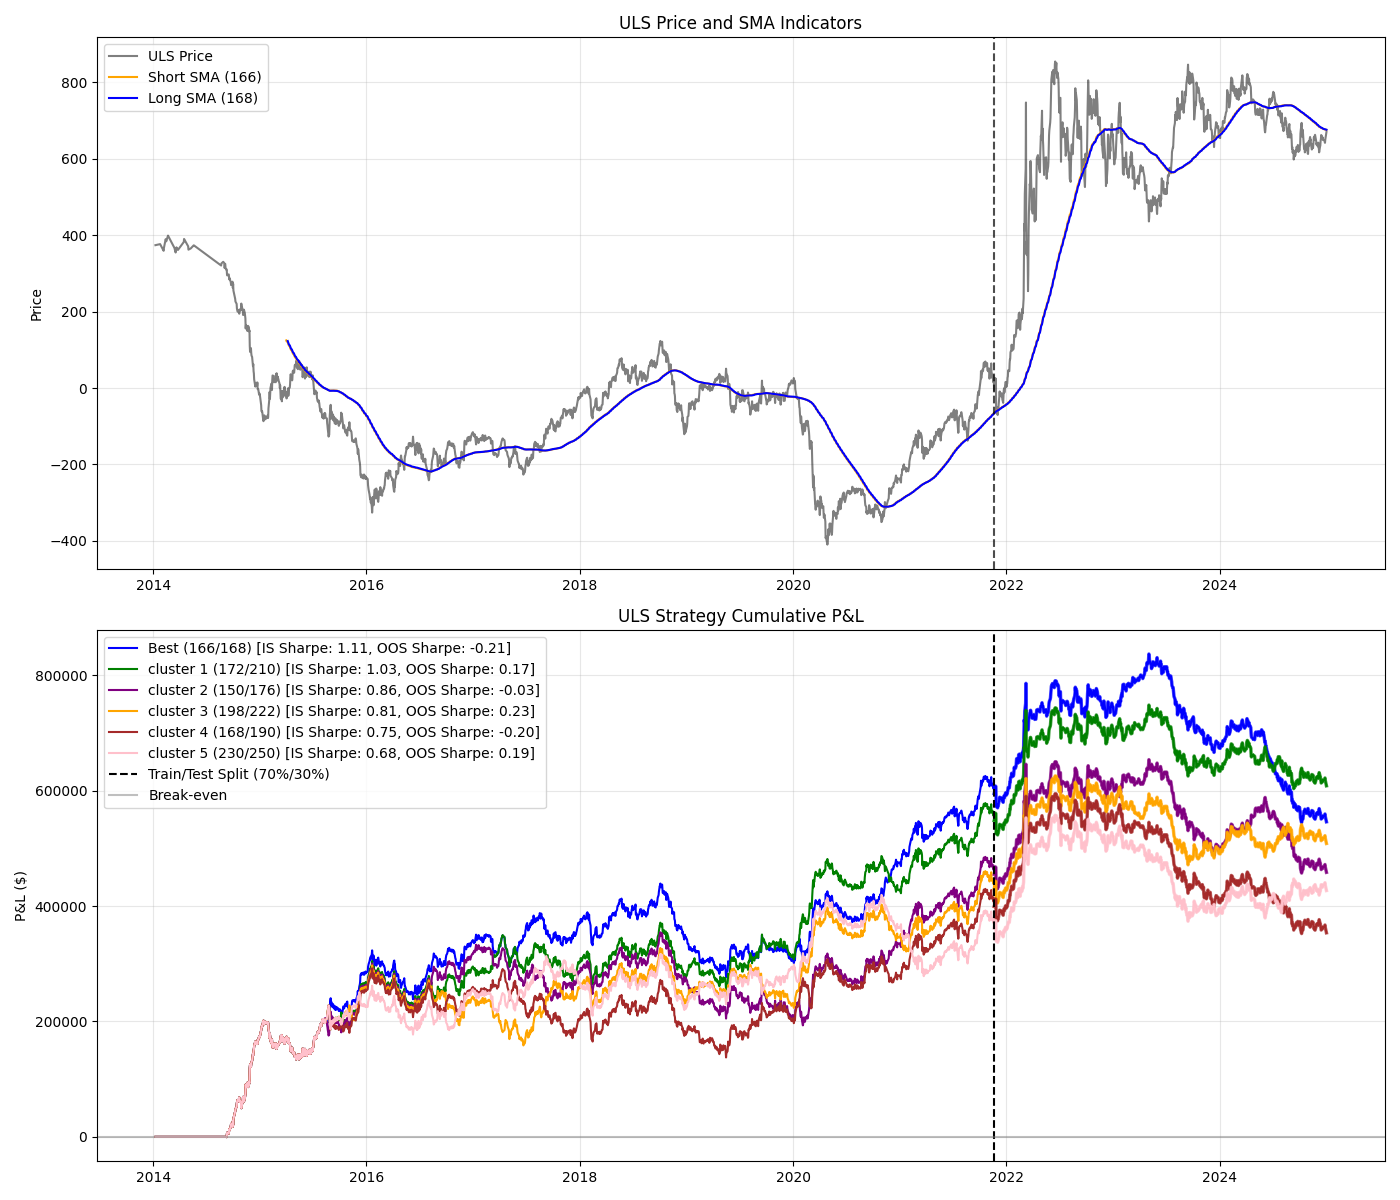 ULS Price and SMA Indicators
ULS Price
Short SMA (166)
Long SMA (168)
Price
800
600
400
200
0
−200
−400
2014 2016 2018 2020 2022 2024
ULS Strategy Cumulative P&L
Best (166/168) [IS Sharpe: 1.11, OOS Sharpe: -0.21]
cluster 1 (172/210) [IS Sharpe: 1.03, OOS Sharpe: 0.17]
cluster 2 (150/176) [IS Sharpe: 0.86, OOS Sharpe: -0.03]
cluster 3 (198/222) [IS Sharpe: 0.81, OOS Sharpe: 0.23]
cluster 4 (168/190) [IS Sharpe: 0.75, OOS Sharpe: -0.20]
cluster 5 (230/250) [IS Sharpe: 0.68, OOS Sharpe: 0.19]
Train/Test Split (70%/30%)
Break-even
P&L ($)
800000
600000
400000
200000
0
2014 2016 2018 2020 2022 2024